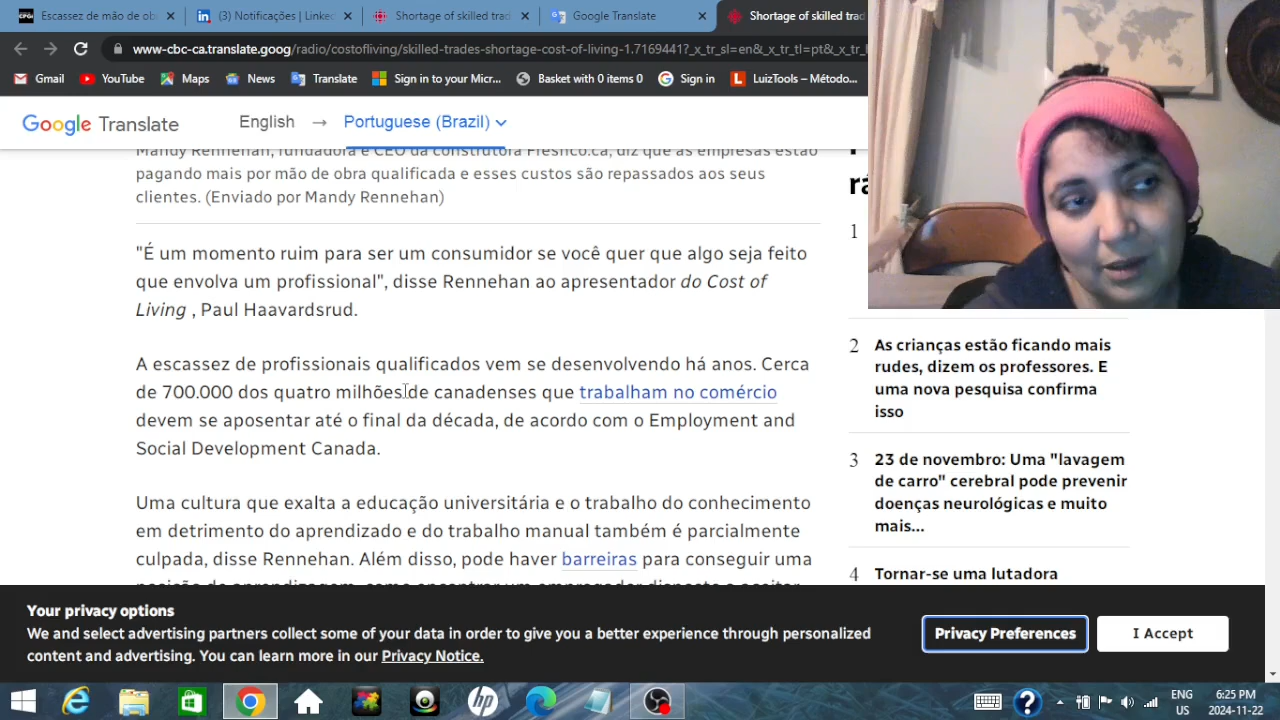 Escassez de mão de obra
(3) Notificações | Linke
Shortage of skilled trad
Google Translate
Shortage of skilled trad
www-cbc-ca.translate.goog/radio/costofliving/skilled-trades-shortage-cost-of-living-1.7169441?_x_tr_sl=en&_x_tr_tl=pt&_x_tr_
Gmail
YouTube
Maps
News
Translate
Sign in to your Micr...
Basket with 0 items 0
Sign in
LuizTools – Método...
Google Translate
English → Portuguese (Brazil)
Mandy Rennehan, fundadora e CEO da construtora Freshco.ca, diz que as empresas estão
pagando mais por mão de obra qualificada e esses custos são repassados aos seus
clientes. (Enviado por Mandy Rennehan)
"É um momento ruim para ser um consumidor se você quer que algo seja feito
que envolva um profissional", disse Rennehan ao apresentador do Cost of
Living , Paul Haavardsrud.
A escassez de profissionais qualificados vem se desenvolvendo há anos. Cerca
de 700.000 dos quatro milhões de canadenses que trabalham no comércio
devem se aposentar até o final da década, de acordo com o Employment and
Social Development Canada.
Uma cultura que exalta a educação universitária e o trabalho do conhecimento
em detrimento do aprendizado e do trabalho manual também é parcialmente
culpada, disse Rennehan. Além disso, pode haver barreiras para conseguir uma
posição de aprendizagem, como encontrar um empregador disposto a aceitar
1
2
As crianças estão ficando mais
rudes, dizem os professores. E
uma nova pesquisa confirma
isso
3
23 de novembro: Uma "lavagem
de carro" cerebral pode prevenir
doenças neurológicas e muito
mais...
4
Tornar-se uma lutadora
Your privacy options
We and select advertising partners collect some of your data in order to give you a better experience through personalized
content and advertising. You can learn more in our Privacy Notice.
Privacy Preferences
I Accept
ENG
US
6:25 PM
2024-11-22